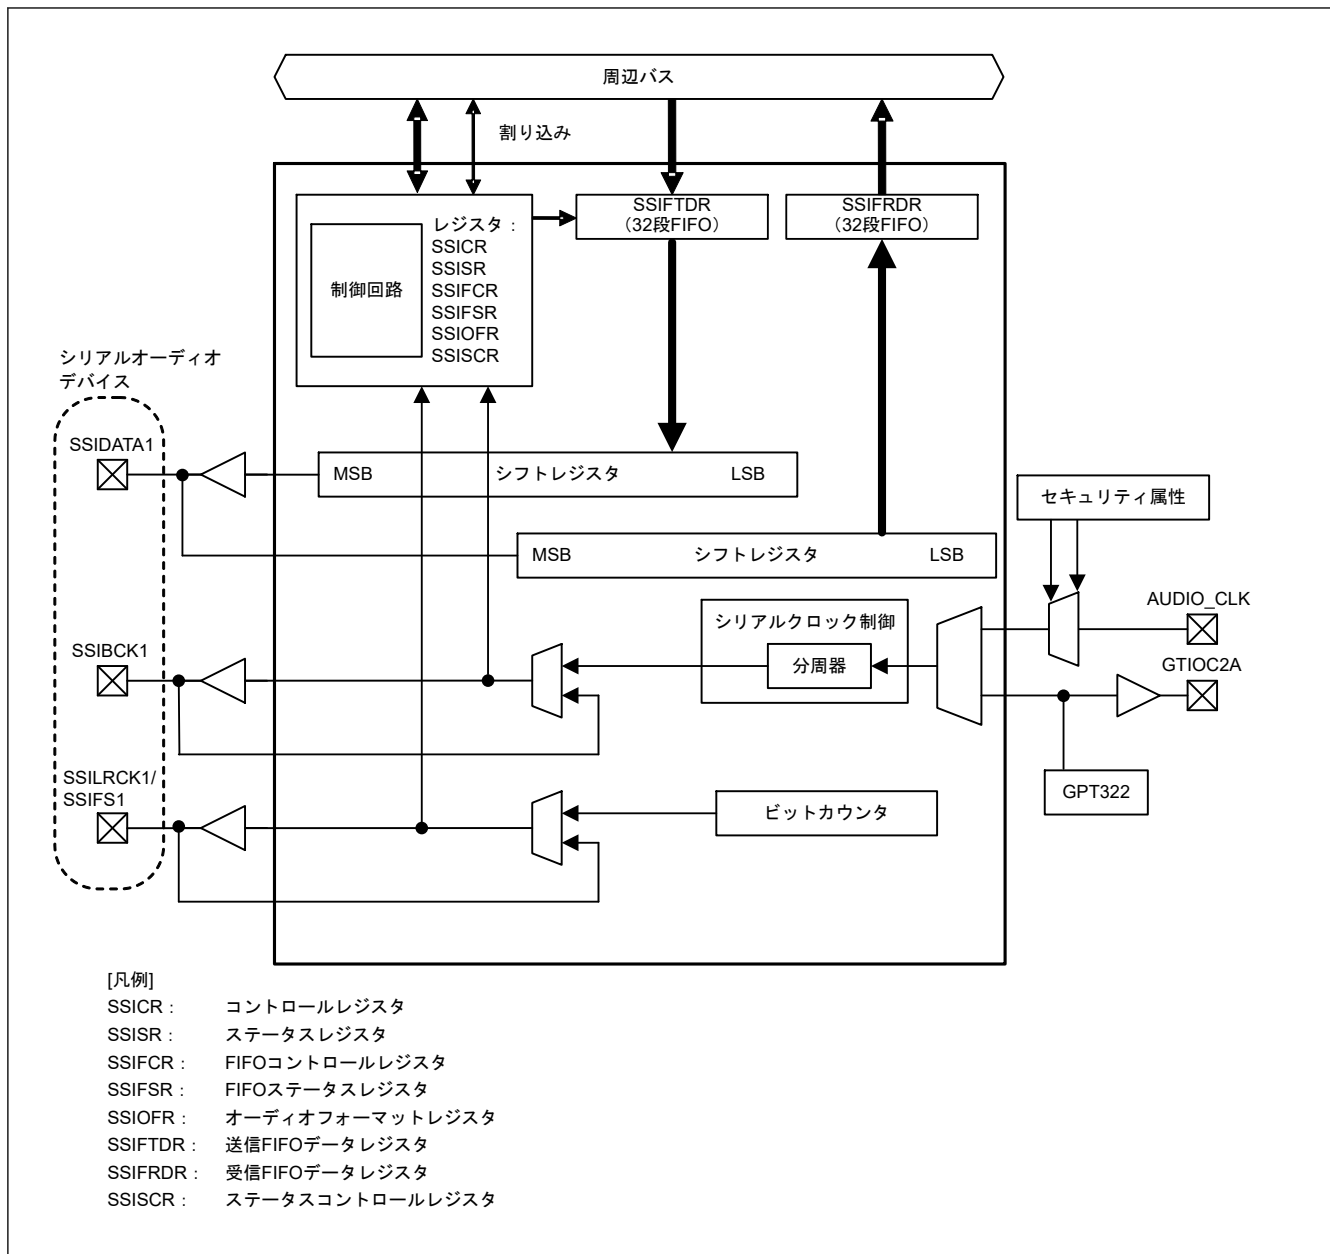 周辺バス
割り込み
レジスタ：
SSICR
SSISR
SSIFCR
SSIFSR
SSIOFR
SSISCR
制御回路
SSIFTDR
（32段FIFO）
SSIFRDR
（32段FIFO）
シリアルオーディオ
デバイス
SSIDATA1
MSB シフトレジスタ LSB
MSB シフトレジスタ LSB
セキュリティ属性
AUDIO_CLK
シリアルクロック制御
分周器
SSIBCK1
GTIOC2A
GPT322
SSILRCK1/
SSIFS1
ビットカウンタ
[凡例]
SSICR： コントロールレジスタ
SSISR： ステータスレジスタ
SSIFCR： FIFOコントロールレジスタ
SSIFSR： FIFOステータスレジスタ
SSIOFR： オーディオフォーマットレジスタ
SSIFTDR： 送信FIFOデータレジスタ
SSIFRDR： 受信FIFOデータレジスタ
SSISCR： ステータスコントロールレジスタ